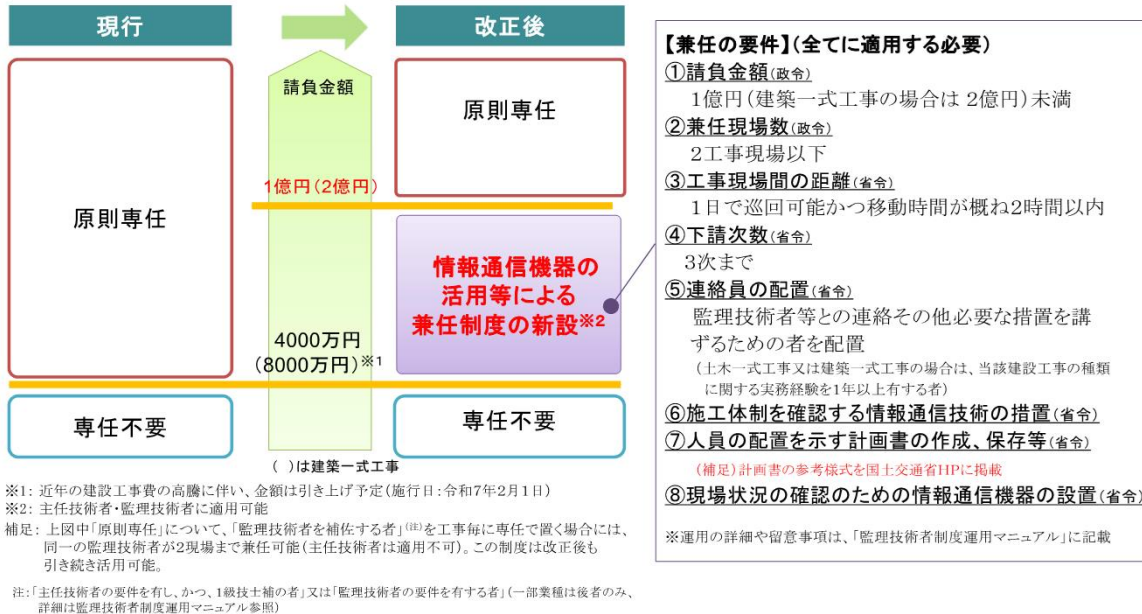 現行
改正後
請負金額
原則専任
原則専任
1億円(2億円)
情報通信機器の
活用等による
兼任制度の新設※2
4000万円
(8000万円)※1
専任不要
専任不要
( )は建築一式工事
※1: 近年の建設工事費の高騰に伴い、金額は引き上げ予定(施行日:令和7年2月1日)
※2: 主任技術者・監理技術者に適用可能
補足: 上図中「原則専任」について、「監理技術者を補佐する者」(注)を工事毎に専任で置く場合には、
同一の監理技術者が2現場まで兼任可能(主任技術者は適用不可)。この制度は改正後も
引き続き活用可能。
注:「主任技術者の要件を有し、かつ、1級技士補の者」又は「監理技術者の要件を有する者」(一部業種は後者のみ、
詳細は監理技術者制度運用マニュアル参照)
【兼任の要件】(全てに適用する必要)
①請負金額(政令)
1億円(建築一式工事の場合は 2億円)未満
②兼任現場数(政令)
2工事現場以下
③工事現場間の距離(省令)
1日で巡回可能かつ移動時間が概ね2時間以内
④下請次数(省令)
3次まで
⑤連絡員の配置(省令)
監理技術者等との連絡その他必要な措置を講
ずるための者を配置
(土木一式工事又は建築一式工事の場合は、当該建設工事の種類
に関する実務経験を1年以上有する者)
⑥施工体制を確認する情報通信技術の措置(省令)
⑦人員の配置を示す計画書の作成、保存等(省令)
(補足)計画書の参考様式を国土交通省HPに掲載
⑧現場状況の確認のための情報通信機器の設置(省令)
※運用の詳細や留意事項は、「監理技術者制度運用マニュアル」に記載